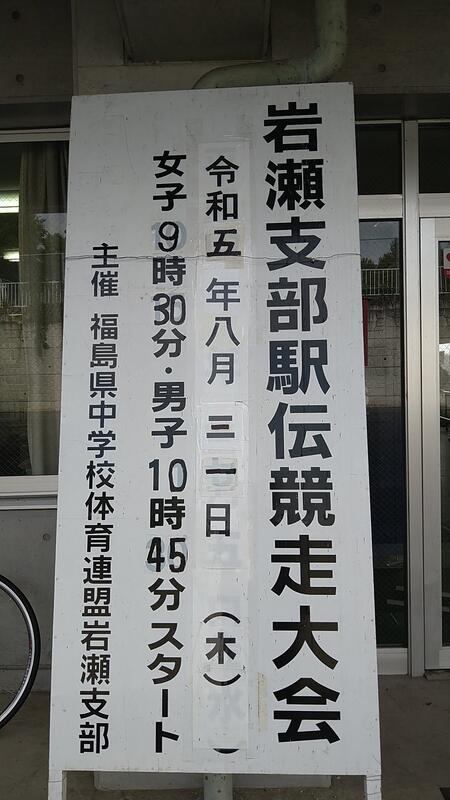 岩瀬支部駅伝競走大会
令和五年八月三一日（木）
女子9時30分・男子10時45分スタート
主催 福島県中学校体育連盟岩瀬支部